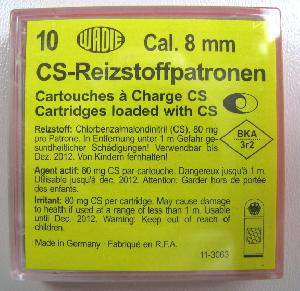 10 WADIE Cal. 8 mm
CS-Reizstoffpatronen
Cartouches à Charge CS
Cartridges loaded with CS
Reizstoff: Chlorbenzalmalondinitril (CS), 80 mg
pro Patrone. In Entfernung unter 1 m Gefahr ge-
sundheitlicher Schädigungen! Verwendbar bis
Dez. 2012. Von Kindern fernhalten!
BKA
3r2
Agent actif: 80 mg CS par cartouche. Dangereux jusqu'à 1 m.
Utilisable jusqu'à dec. 2012. Attention: Garder hors de portée
des enfants.
Irritant: 80 mg CS per cartridge. May cause damage
to health if used at a range of less than 1 m. Usable
until Dec. 2012. Warning: Keep out of reach of
children.
Made in Germany · Fabriqué en R.F.A.
11-3063